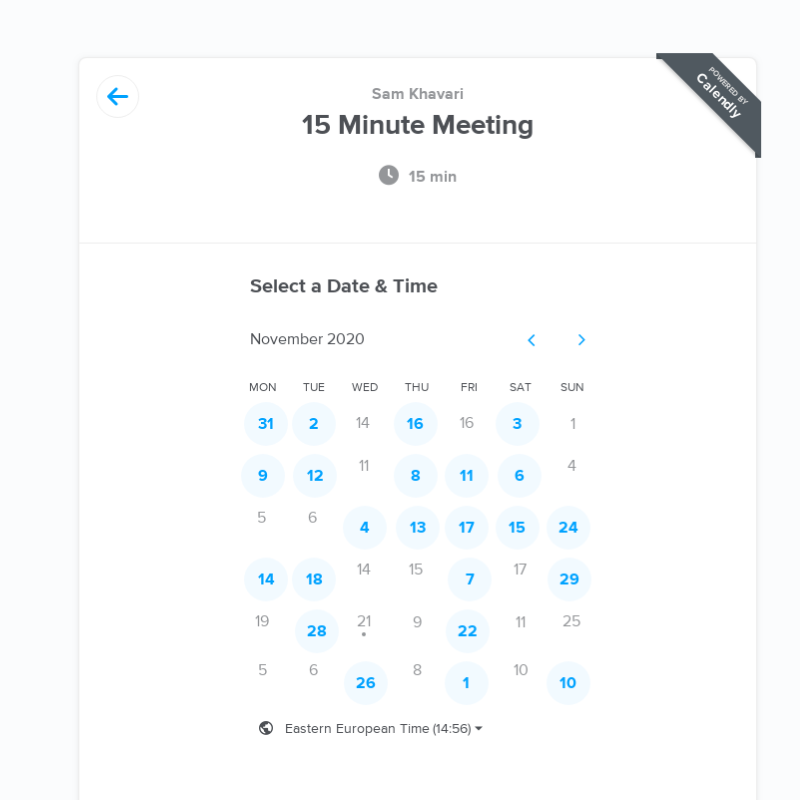 POWERED BY
Calendly
Sam Khavari
15 Minute Meeting
15 min
Select a Date & Time
November 2020
MON TUE WED THU FRI SAT SUN
31 2 14 16 16 3 1
9 12 11 8 11 6 4
5 6 4 13 17 15 24
14 18 14 15 7 17 29
19 28 21 9 22 11 25
5 6 26 8 1 10 10
Eastern European Time (14:56)